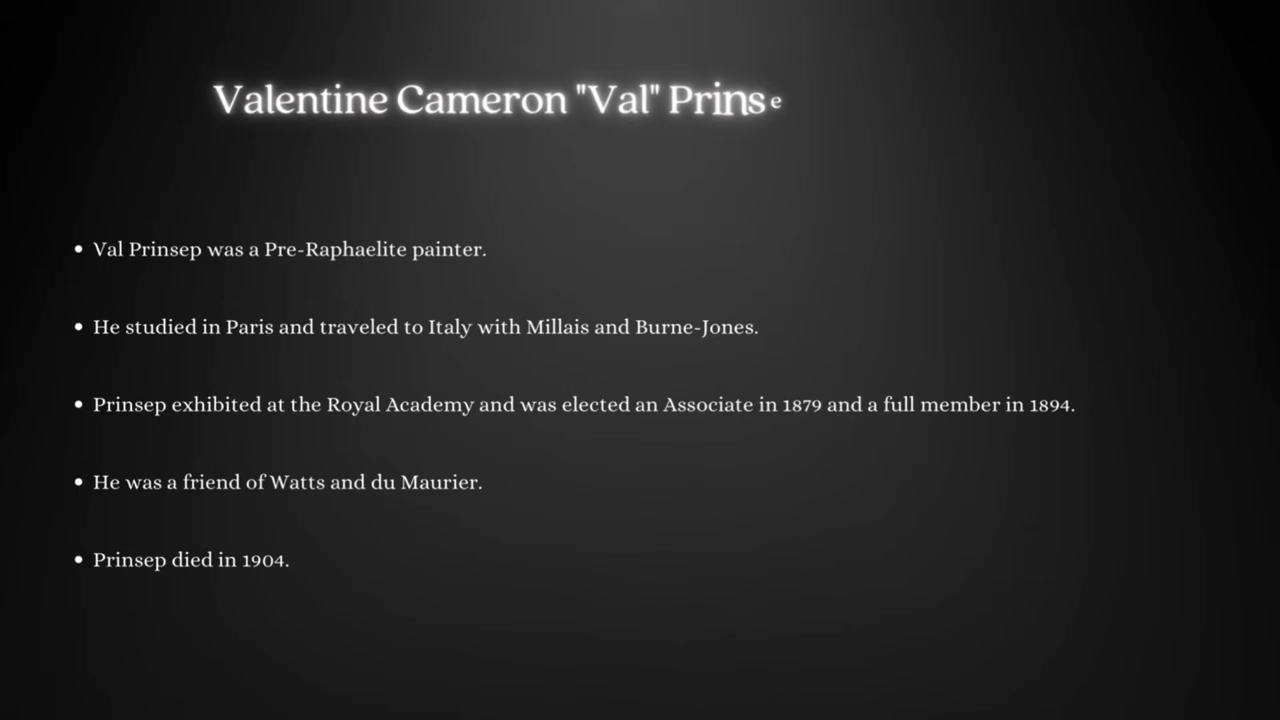 Valentine Cameron "Val" Prinse
• Val Prinsep was a Pre-Raphaelite painter.
• He studied in Paris and traveled to Italy with Millais and Burne-Jones.
• Prinsep exhibited at the Royal Academy and was elected an Associate in 1879 and a full member in 1894.
• He was a friend of Watts and du Maurier.
• Prinsep died in 1904.